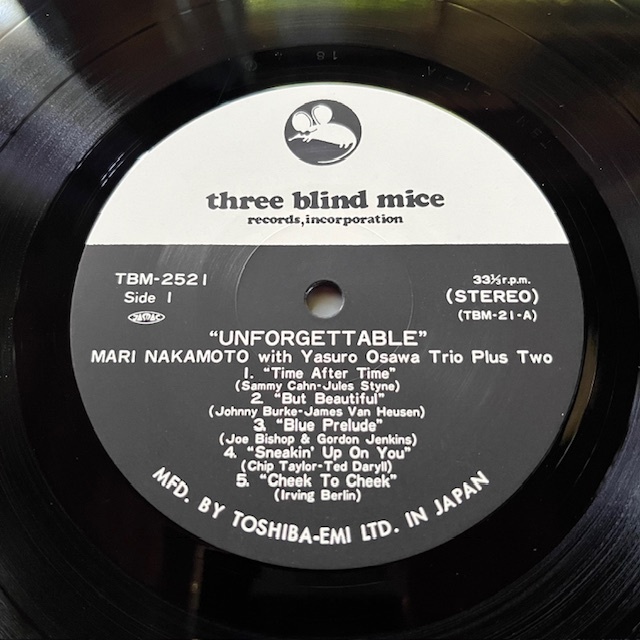 three blind mice
records, incorporation
TBM-2521
Side 1
JASRAC
33⅓ r.p.m.
(STEREO)
(TBM-21-A)
"UNFORGETTABLE"
MARI NAKAMOTO with Yasuro Osawa Trio Plus Two
1. "Time After Time"
(Sammy Cahn-Jules Styne)
2. "But Beautiful"
(Johnny Burke-James Van Heusen)
3. "Blue Prelude"
(Joe Bishop & Gordon Jenkins)
4. "Sneakin' Up On You"
(Chip Taylor-Ted Daryll)
5. "Cheek To Cheek"
(Irving Berlin)
MFD. BY TOSHIBA-EMI LTD. IN JAPAN